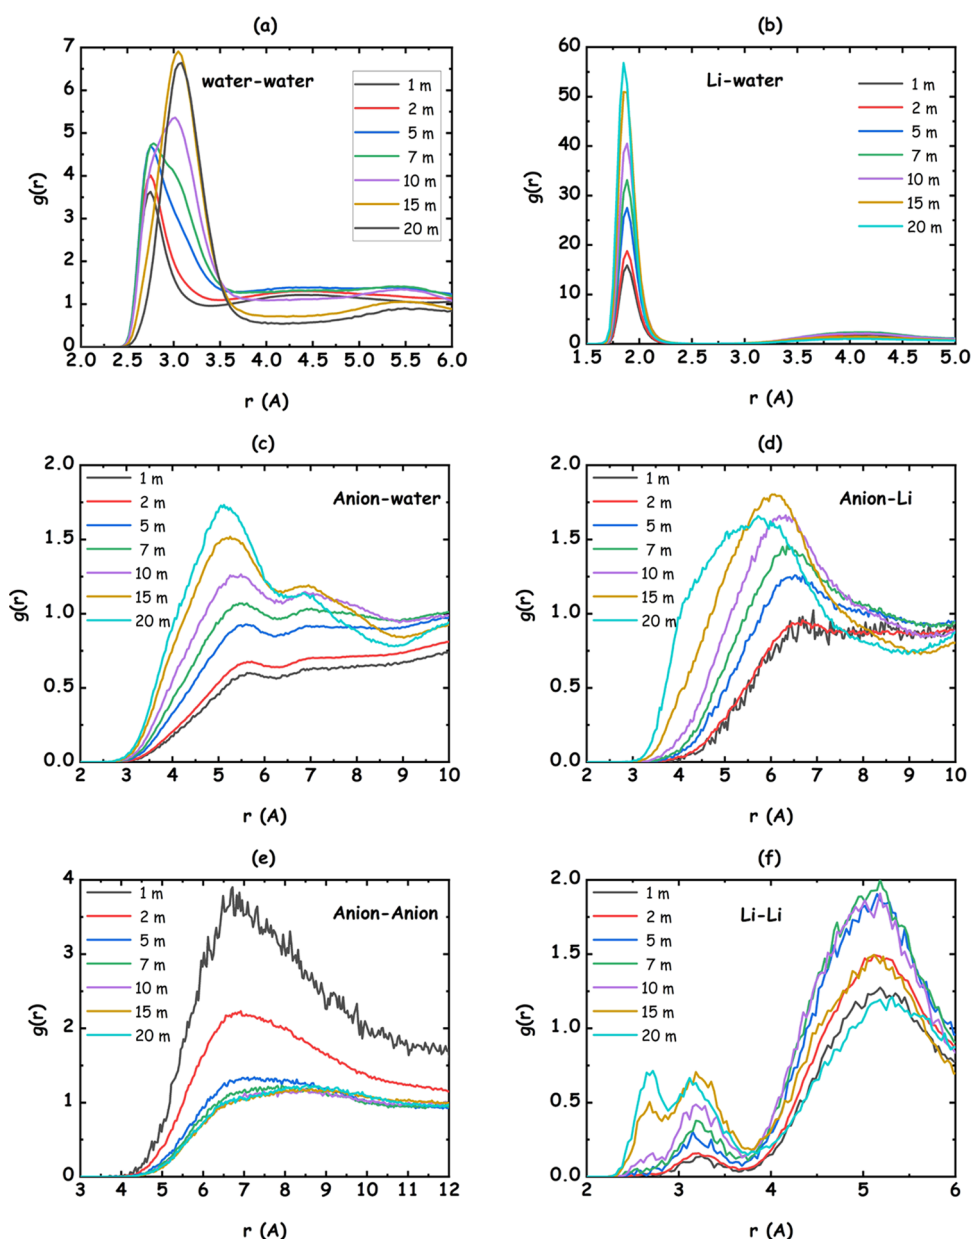 (a)
7
6
5
4
3
2
1
0
g(r)
water-water
1 m
2 m
5 m
7 m
10 m
15 m
20 m
2.0 2.5 3.0 3.5 4.0 4.5 5.0 5.5 6.0
r (A)
(b)
60
50
40
30
20
10
0
g(r)
Li-water
1 m
2 m
5 m
7 m
10 m
15 m
20 m
1.5 2.0 2.5 3.0 3.5 4.0 4.5 5.0
r (A)
(c)
2.0
1.5
1.0
0.5
0.0
g(r)
Anion-water
1 m
2 m
5 m
7 m
10 m
15 m
20 m
2 3 4 5 6 7 8 9 10
r (A)
(d)
2.0
1.5
1.0
0.5
0.0
g(r)
Anion-Li
1 m
2 m
5 m
7 m
10 m
15 m
20 m
2 3 4 5 6 7 8 9 10
r (A)
(e)
4
3
2
1
0
g(r)
Anion-Anion
1 m
2 m
5 m
7 m
10 m
15 m
20 m
3 4 5 6 7 8 9 10 11 12
r (A)
(f)
2.0
1.5
1.0
0.5
0.0
g(r)
Li-Li
1 m
2 m
5 m
7 m
10 m
15 m
20 m
2 3 4 5 6
r (A)